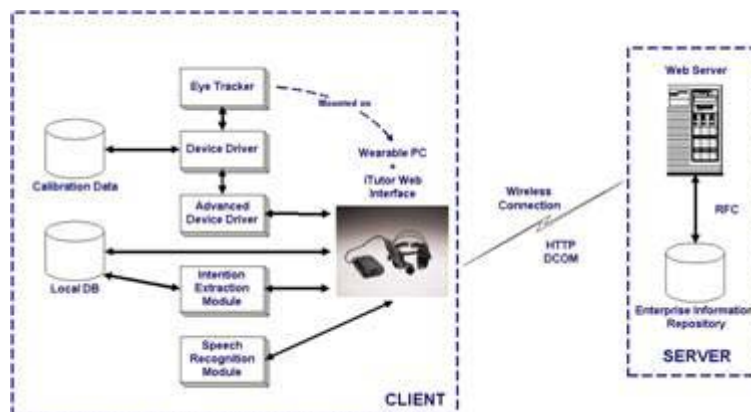 Eye Tracker
Mounted on
Device Driver
Calibration Data
Advanced
Device Driver
Wearable PC
+
iTutor Web
Interface
Local DB
Intention
Extraction
Module
Speech
Recognition
Module
CLIENT
Wireless
Connection
HTTP
DCOM
Web Server
RFC
Enterprise Information
Repository
SERVER